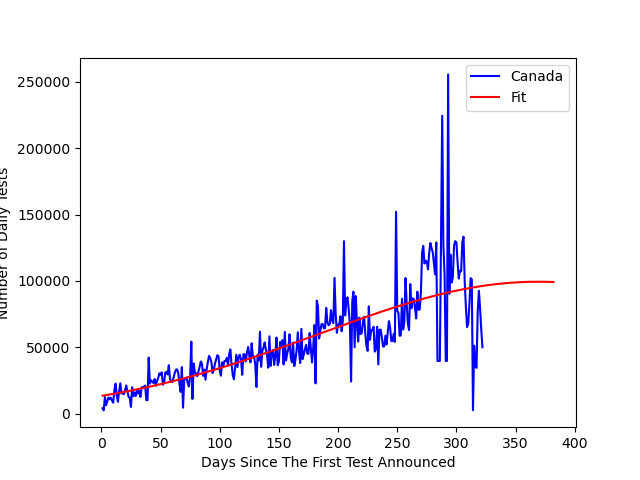 Canada
Fit
250000
200000
150000
100000
50000
0
Number of Daily Tests
0 50 100 150 200 250 300 350 400
Days Since The First Test Announced